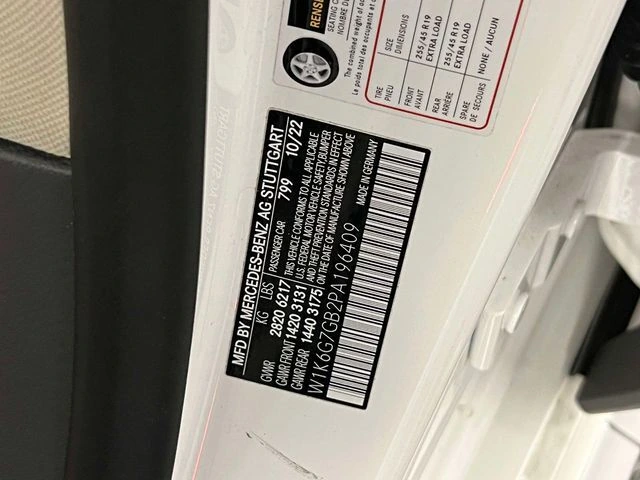 RENSE
SEATING C
NOMBRE DE
The combined weight of
Le poids total des occupants et du
TIRE
PNEU
SIZE
DIMENSIONS
FRONT
AVANT
255/45 R19
EXTRA LOAD
REAR
ARRIÈRE
255/45 R19
EXTRA LOAD
SPARE
DE SECOURS
NONE / AUCUN
MFD BY MERCEDES-BENZ AG STUTTGART
KG LBS PASSENGER CAR 799 10/22
GVWR 2820 6217 THIS VEHICLE CONFORMS TO ALL APPLICABLE
GAWR FRONT 1420 3131 U.S. FEDERAL MOTOR VEHICLE SAFETY, BUMPER
GAWR REAR 1440 3175 AND THEFT PREVENTION STANDARDS IN EFFECT
ON THE DATE OF MANUFACTURE SHOWN ABOVE
W1K6G7GB2PA196409 MADE IN GERMANY